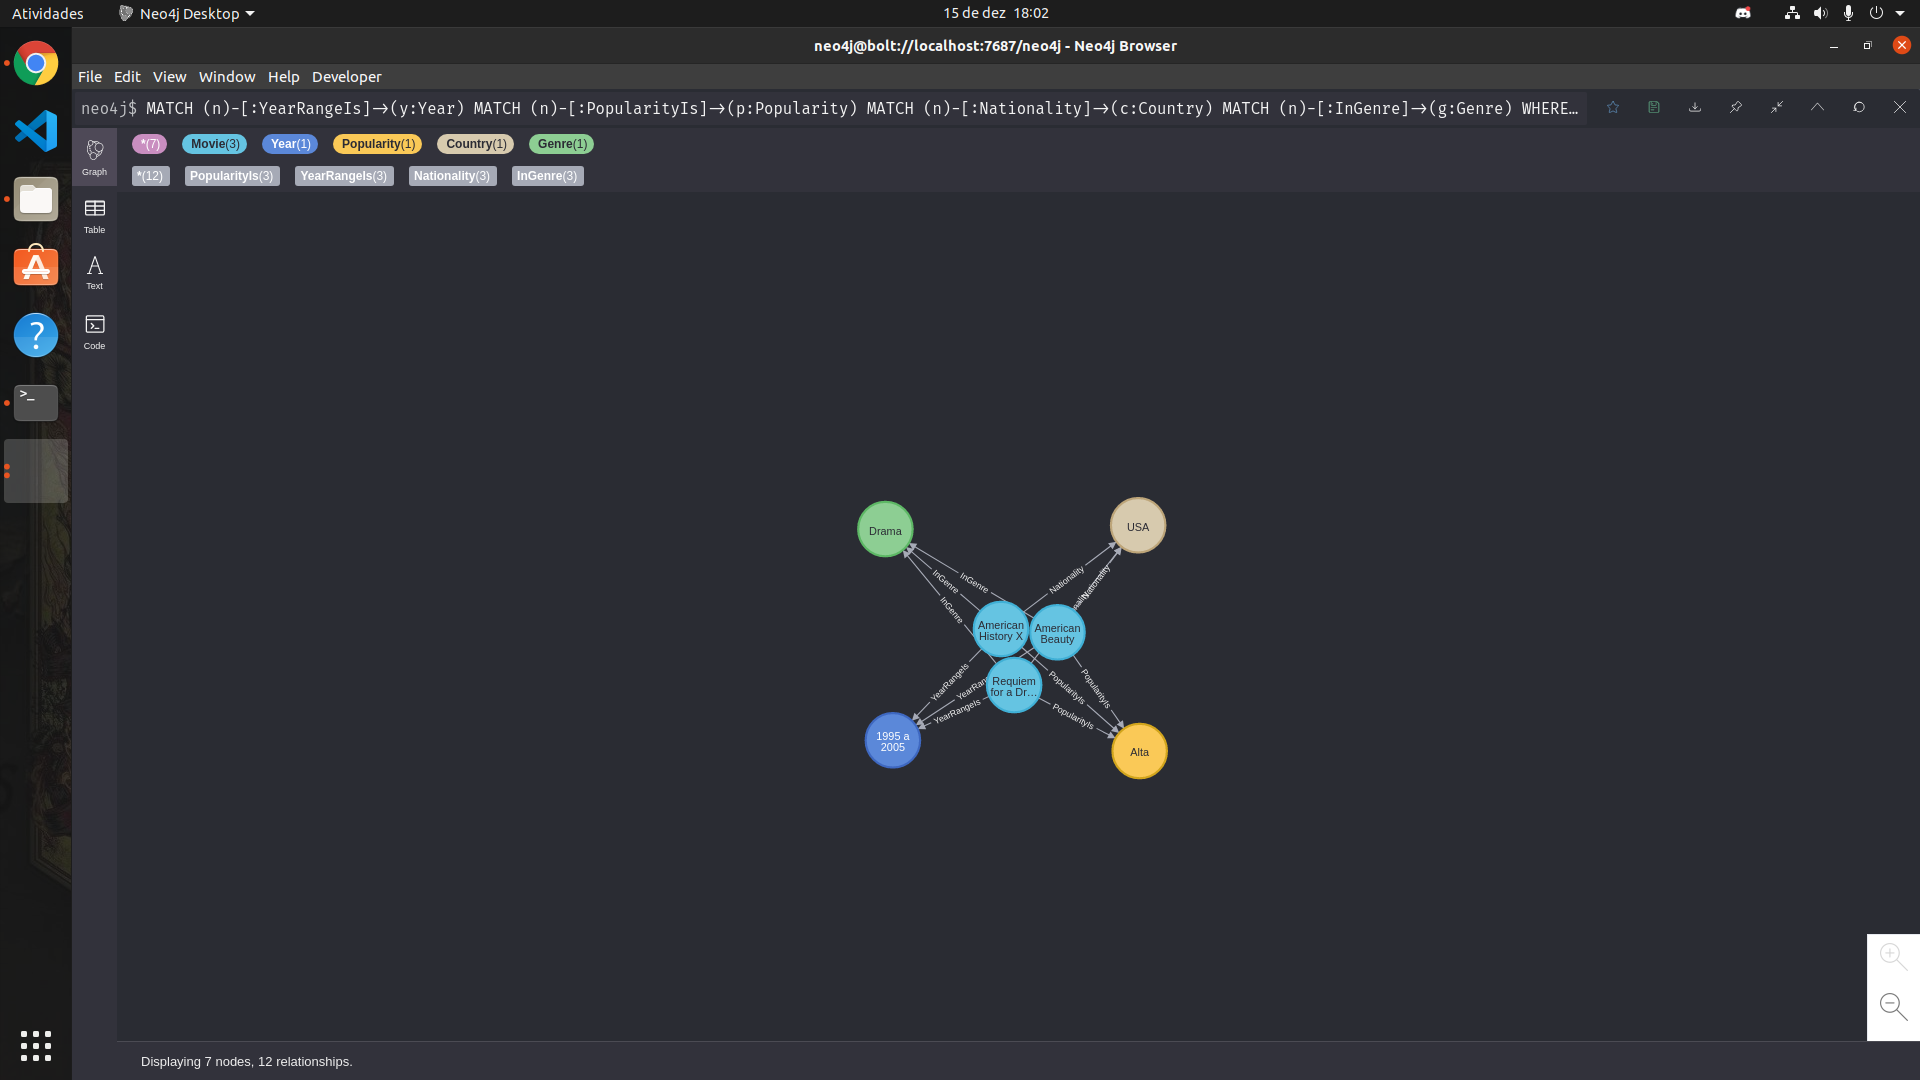 Atividades
Neo4j Desktop
15 de dez 18:02
neo4j@bolt://localhost:7687/neo4j - Neo4j Browser
File Edit View Window Help Developer
neo4j$ MATCH (n)-[:YearRangeIs]→(y:Year) MATCH (n)-[:PopularityIs]→(p:Popularity) MATCH (n)-[:Nationality]→(c:Country) MATCH (n)-[:InGenre]→(g:Genre) WHERE…
*(7) Movie(3) Year(1) Popularity(1) Country(1) Genre(1)
*(12) PopularityIs(3) YearRangeIs(3) Nationality(3) InGenre(3)
Graph
Table
Text
Code
>_
Drama
USA
InGenre
InGenre
InGenre
Nationality
Nationality
American
History X
American
Beauty
Requiem
for a Dr…
YearRangeIs
YearRan
YearRangeIs
PopularityIs
PopularityIs
PopularityIs
1995 a
2005
Alta
Displaying 7 nodes, 12 relationships.